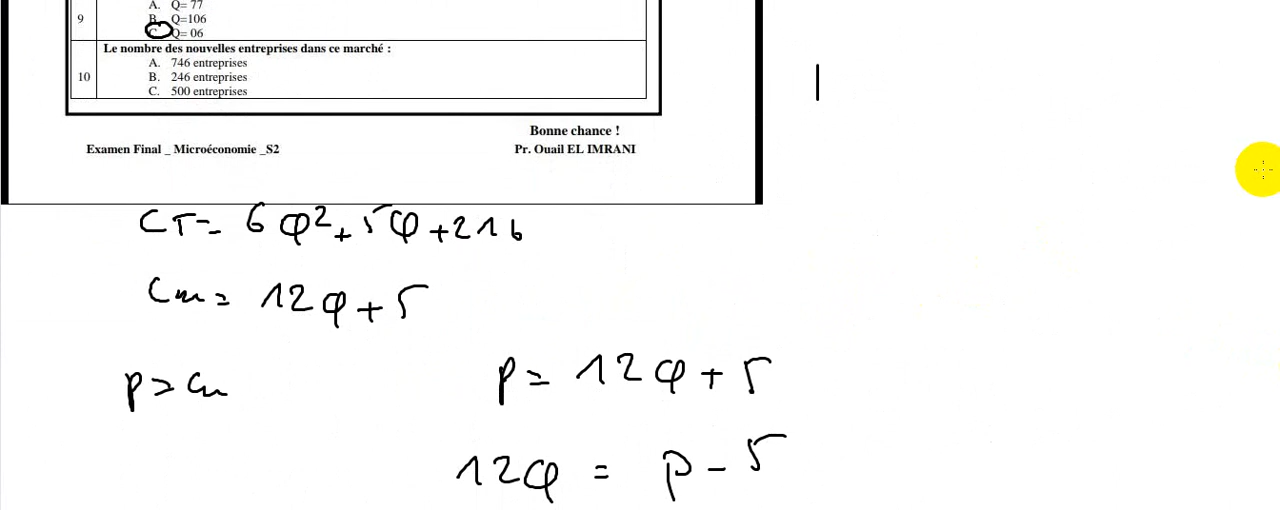 A. Q= 77
9
B. Q=106
C. Q= 06
Le nombre des nouvelles entreprises dans ce marché :
A. 746 entreprises
10
B. 246 entreprises
C. 500 entreprises
Bonne chance !
Examen Final _ Microéconomie _S2
Pr. Ouail EL IMRANI
CT = 6Q² + 5Q + 216
Cm = 12Q + 5
P = Cm
P = 12Q + 5
12Q = P - 5